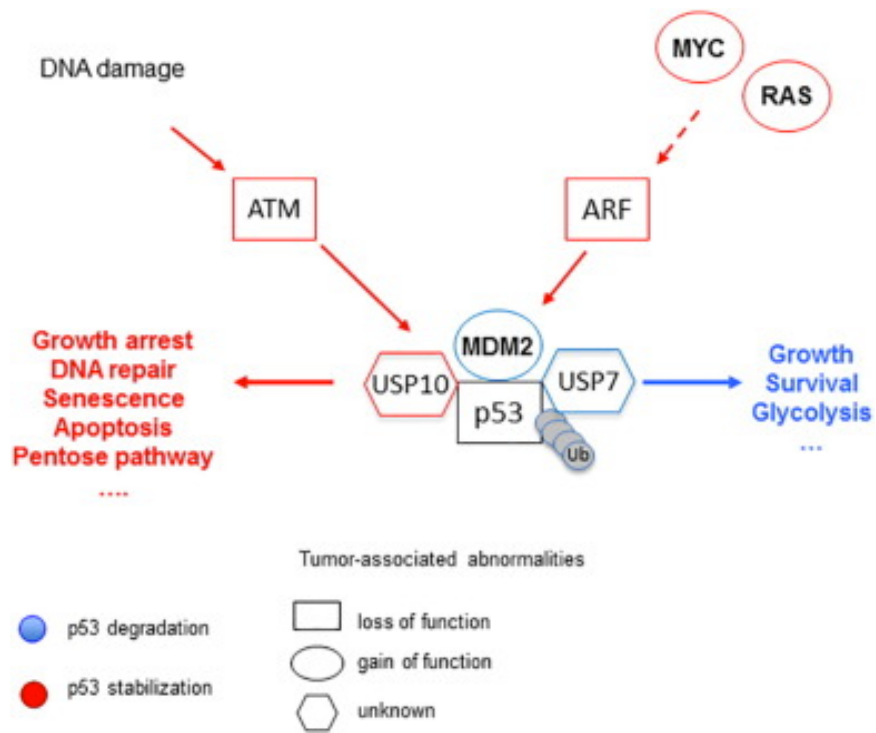 DNA damage
MYC
RAS
ATM
ARF
Growth arrest
DNA repair
Senescence
Apoptosis
Pentose pathway
....
USP10
MDM2
USP7
p53
Ub
Growth
Survival
Glycolysis
...
Tumor-associated abnormalities
p53 degradation
p53 stabilization
loss of function
gain of function
unknown